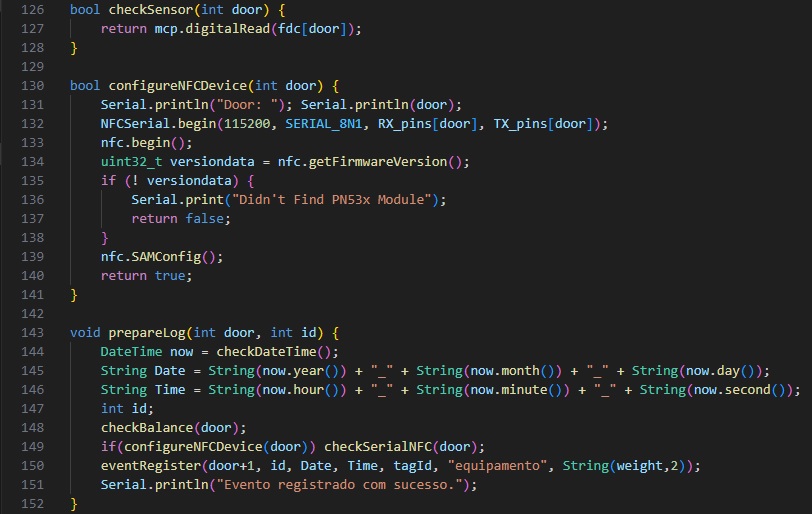 126 bool checkSensor(int door) {
127     return mcp.digitalRead(fdc[door]);
128 }
129
130 bool configureNFCDevice(int door) {
131     Serial.println("Door: "); Serial.println(door);
132     NFCSerial.begin(115200, SERIAL_8N1, RX_pins[door], TX_pins[door]);
133     nfc.begin();
134     uint32_t versiondata = nfc.getFirmwareVersion();
135     if (! versiondata) {
136         Serial.print("Didn't Find PN53x Module");
137         return false;
138     }
139     nfc.SAMConfig();
140     return true;
141 }
142
143 void prepareLog(int door, int id) {
144     DateTime now = checkDateTime();
145     String Date = String(now.year()) + "_" + String(now.month()) + "_" + String(now.day());
146     String Time = String(now.hour()) + "_" + String(now.minute()) + "_" + String(now.second());
147     int id;
148     checkBalance(door);
149     if(configureNFCDevice(door)) checkSerialNFC(door);
150     eventRegister(door+1, id, Date, Time, tagId, "equipamento", String(weight,2));
151     Serial.println("Evento registrado com sucesso.");
152 }